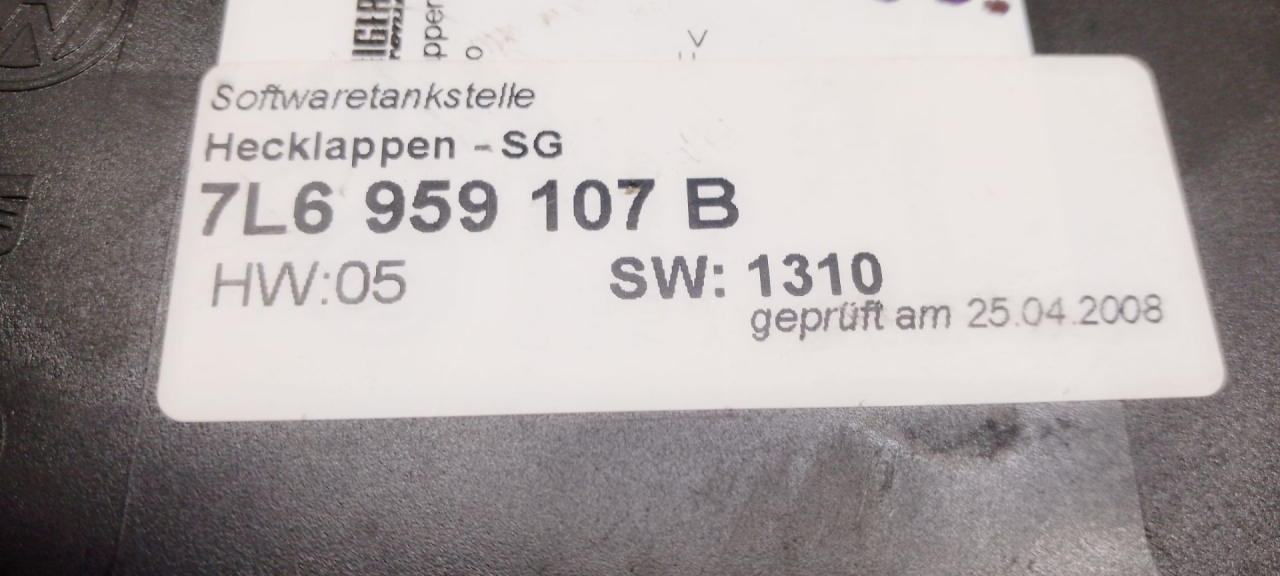 Softwaretankstelle
Hecklappen - SG
7L6 959 107 B
HW:05 SW: 1310
geprüft am 25.04.2008